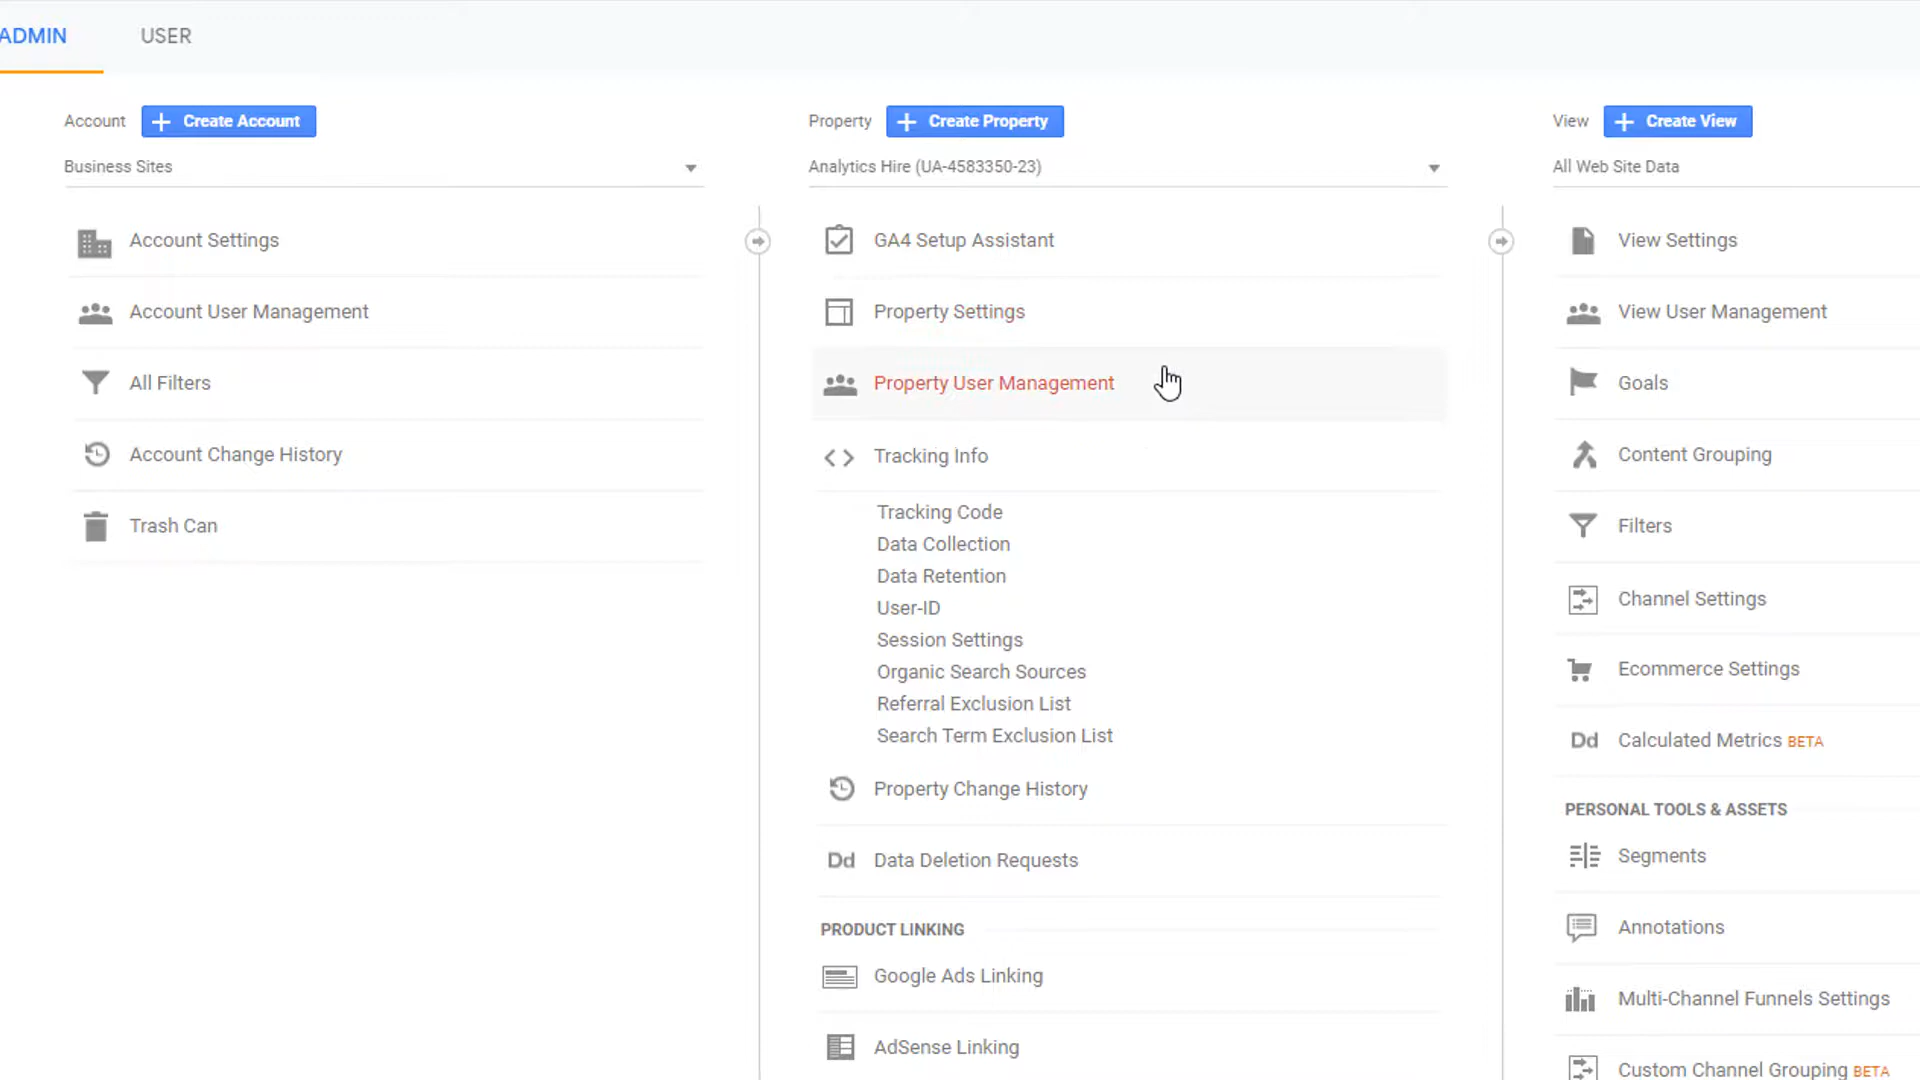 ADMIN
USER
Account
Create Account
Business Sites
Account Settings
Account User Management
All Filters
Account Change History
Trash Can
Property
Create Property
Analytics Hire (UA-4583350-23)
GA4 Setup Assistant
Property Settings
Property User Management
Tracking Info
Tracking Code
Data Collection
Data Retention
User-ID
Session Settings
Organic Search Sources
Referral Exclusion List
Search Term Exclusion List
Property Change History
Dd Data Deletion Requests
PRODUCT LINKING
Google Ads Linking
AdSense Linking
View
Create View
All Web Site Data
View Settings
View User Management
Goals
Content Grouping
Filters
Channel Settings
Ecommerce Settings
Dd Calculated Metrics BETA
PERSONAL TOOLS & ASSETS
Segments
Annotations
Multi-Channel Funnels Settings
Custom Channel Grouping BETA